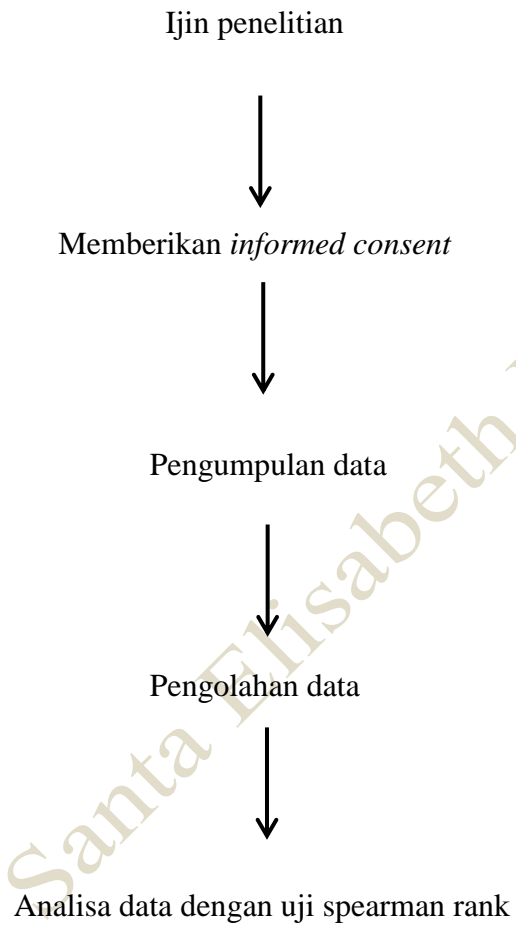 Ijin penelitian
Memberikan informed consent
Pengumpulan data
Pengolahan data
Analisa data dengan uji spearman rank
Santa Elisabeth